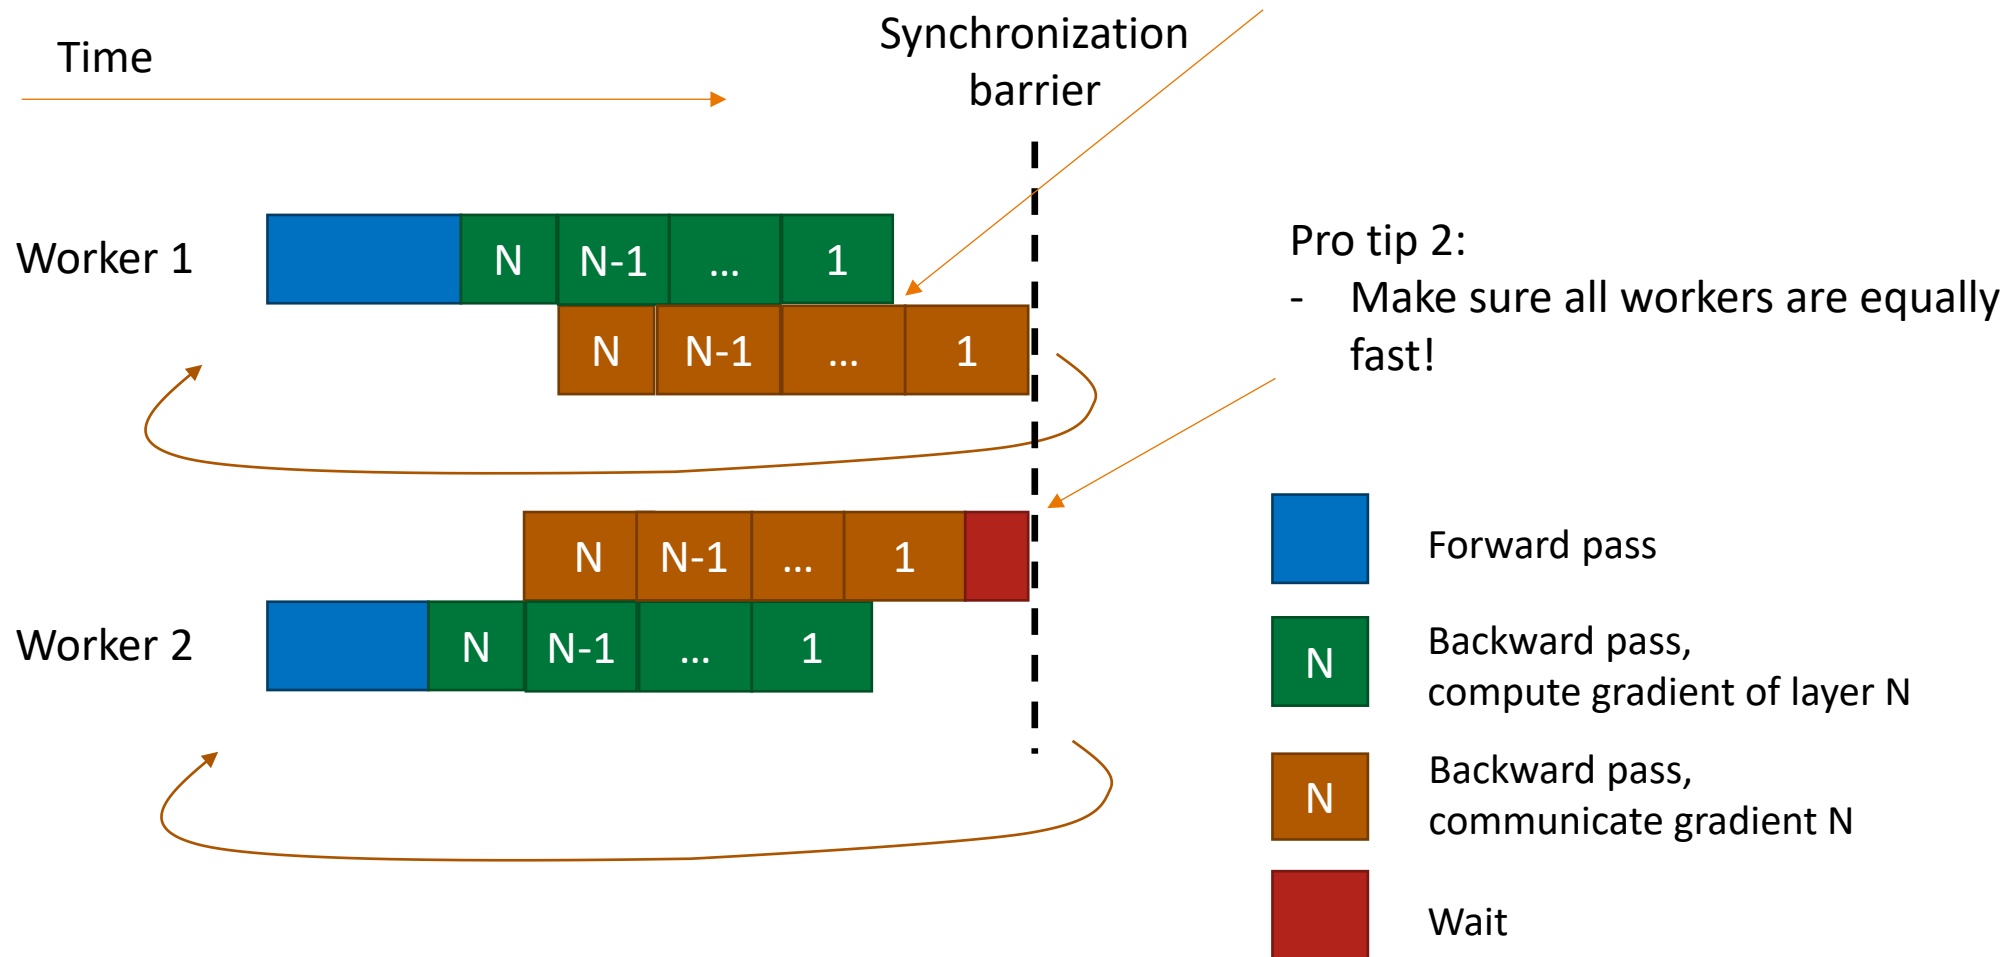 Time
Synchronization
barrier
Worker 1
N N-1 ... 1
N N-1 ... 1
Pro tip 2:
- Make sure all workers are equally
fast!
N N-1 ... 1
Worker 2
N N-1 ... 1
Forward pass
N
Backward pass,
compute gradient of layer N
N
Backward pass,
communicate gradient N
Wait